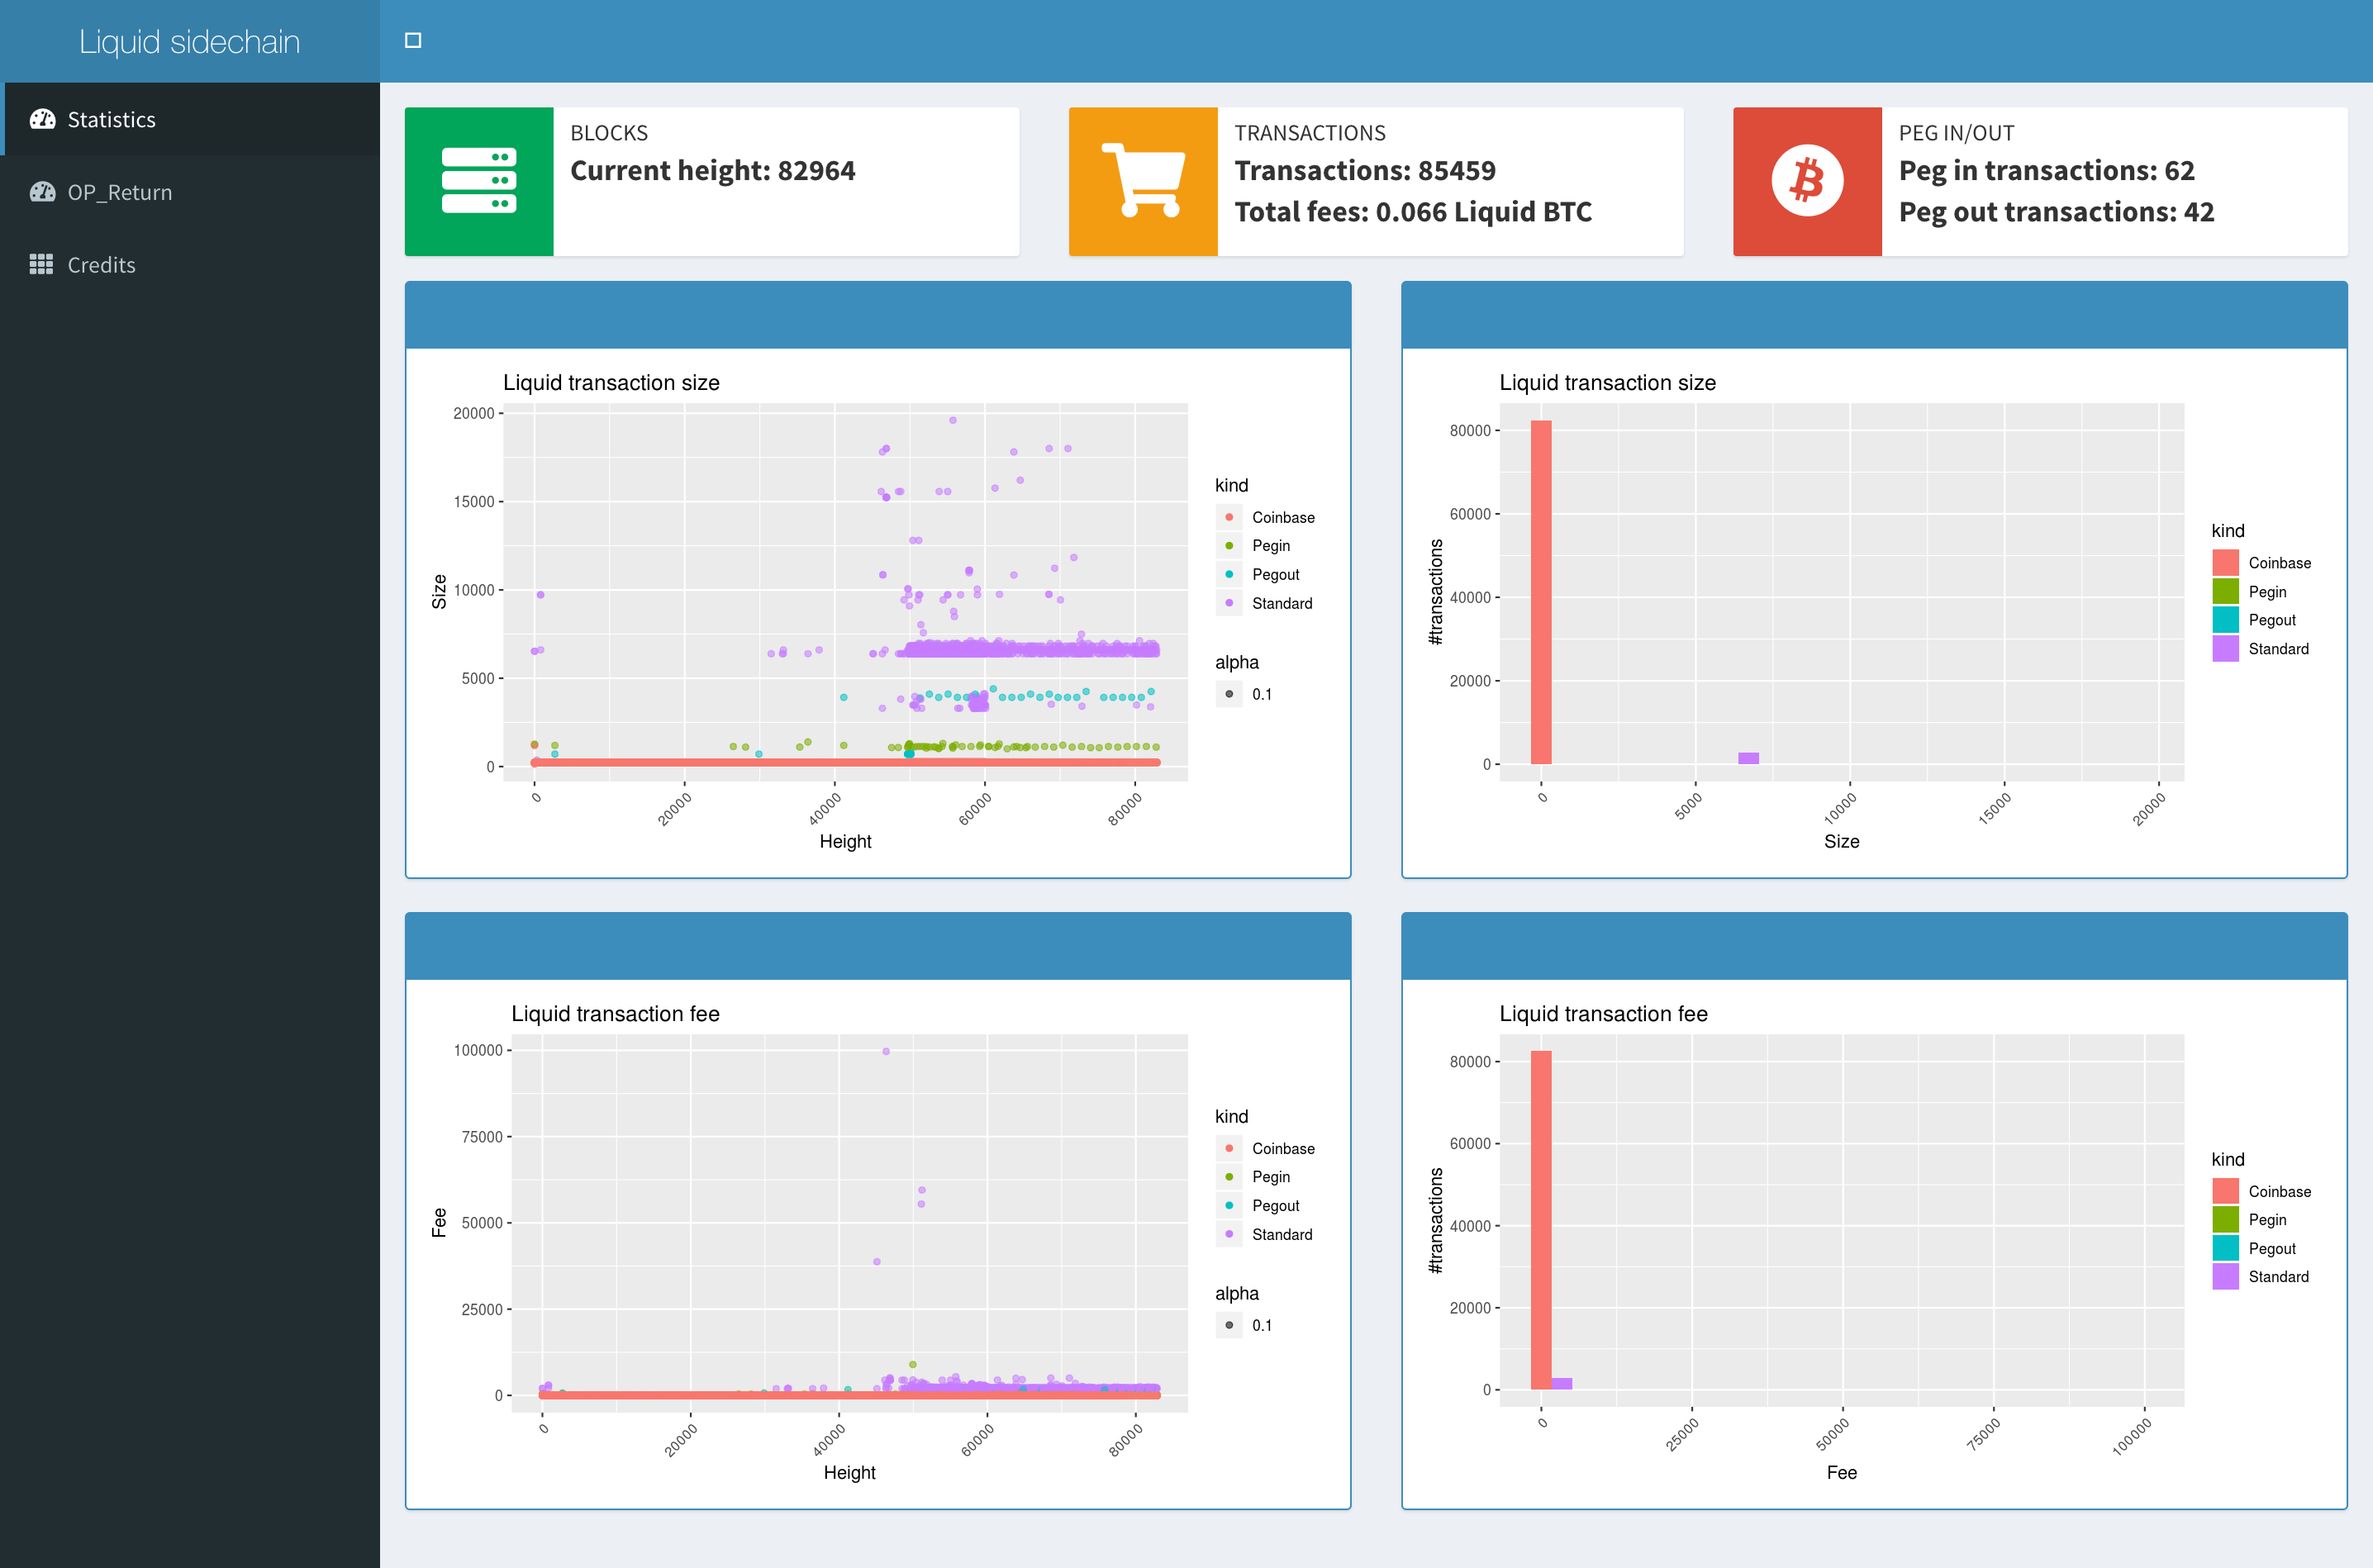 Liquid sidechain
Statistics
OP_Return
Credits
BLOCKS
Current height: 82964
TRANSACTIONS
Transactions: 85459
Total fees: 0.066 Liquid BTC
PEG IN/OUT
Peg in transactions: 62
Peg out transactions: 42
Liquid transaction size
20000
15000
10000
5000
0
Size
0
20000
40000
60000
80000
Height
kind
Coinbase
Pegin
Pegout
Standard
alpha
0.1
Liquid transaction size
80000
60000
40000
20000
0
#transactions
0
5000
10000
15000
20000
Size
kind
Coinbase
Pegin
Pegout
Standard
Liquid transaction fee
100000
75000
50000
25000
0
Fee
0
20000
40000
60000
80000
Height
kind
Coinbase
Pegin
Pegout
Standard
alpha
0.1
Liquid transaction fee
80000
60000
40000
20000
0
#transactions
0
25000
50000
75000
100000
Fee
kind
Coinbase
Pegin
Pegout
Standard